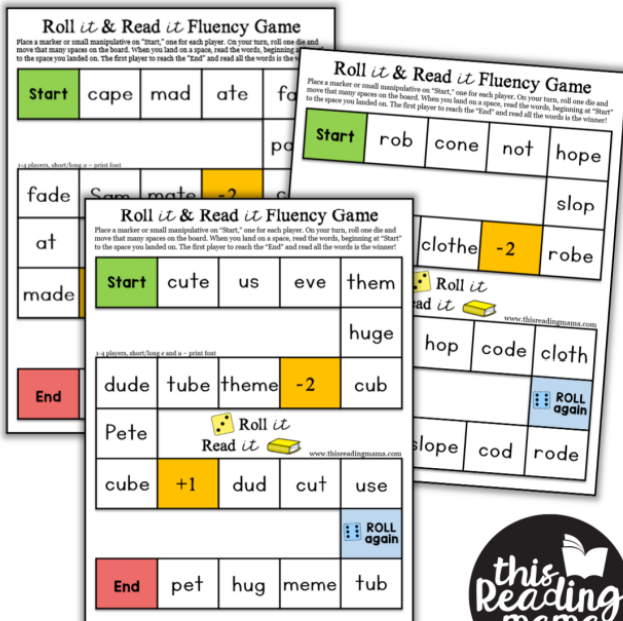 Roll it & Read it Fluency Game
Place a marker or small manipulative on "Start," one for each player. On your turn, roll one die and
move that many spaces on the board. When you land on a space, read the words, beginning a
to the space you landed on. The first player to reach the "End" and read all the words is the w
Start cape mad ate fa
pa
1-4 players, short/long a – print font
fade Sam mate -2 c
at
made
End
Roll it & Read it Fluency Game
Place a marker or small manipulative on "Start," one for each player. On your turn, roll one die and
move that many spaces on the board. When you land on a space, read the words, beginning at "Start"
to the space you landed on. The first player to reach the "End" and read all the words is the winner!
Start rob cone not hope
slop
clothe -2 robe
Roll it
ead it
www.thisreadingmama.com
hop code cloth
ROLL
again
slope cod rode
Roll it & Read it Fluency Game
Place a marker or small manipulative on "Start," one for each player. On your turn, roll one die and
move that many spaces on the board. When you land on a space, read the words, beginning at "Start"
to the space you landed on. The first player to reach the "End" and read all the words is the winner!
Start cute us eve them
huge
1-4 players, short/long e and u – print font
dude tube theme -2 cub
Pete
Roll it
Read it
www.thisreadingmama.com
cube +1 dud cut use
ROLL
again
End pet hug meme tub
this
Reading
mama